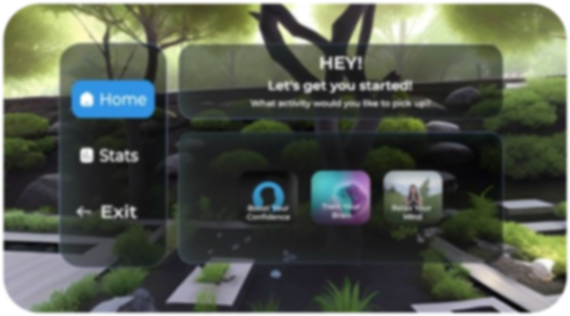 HEY!
Let's get you started!
What activity would you like to pick up?
Home
Stats
Exit
Boost Your
Confidence
Train Your
Brain
Your
Mind